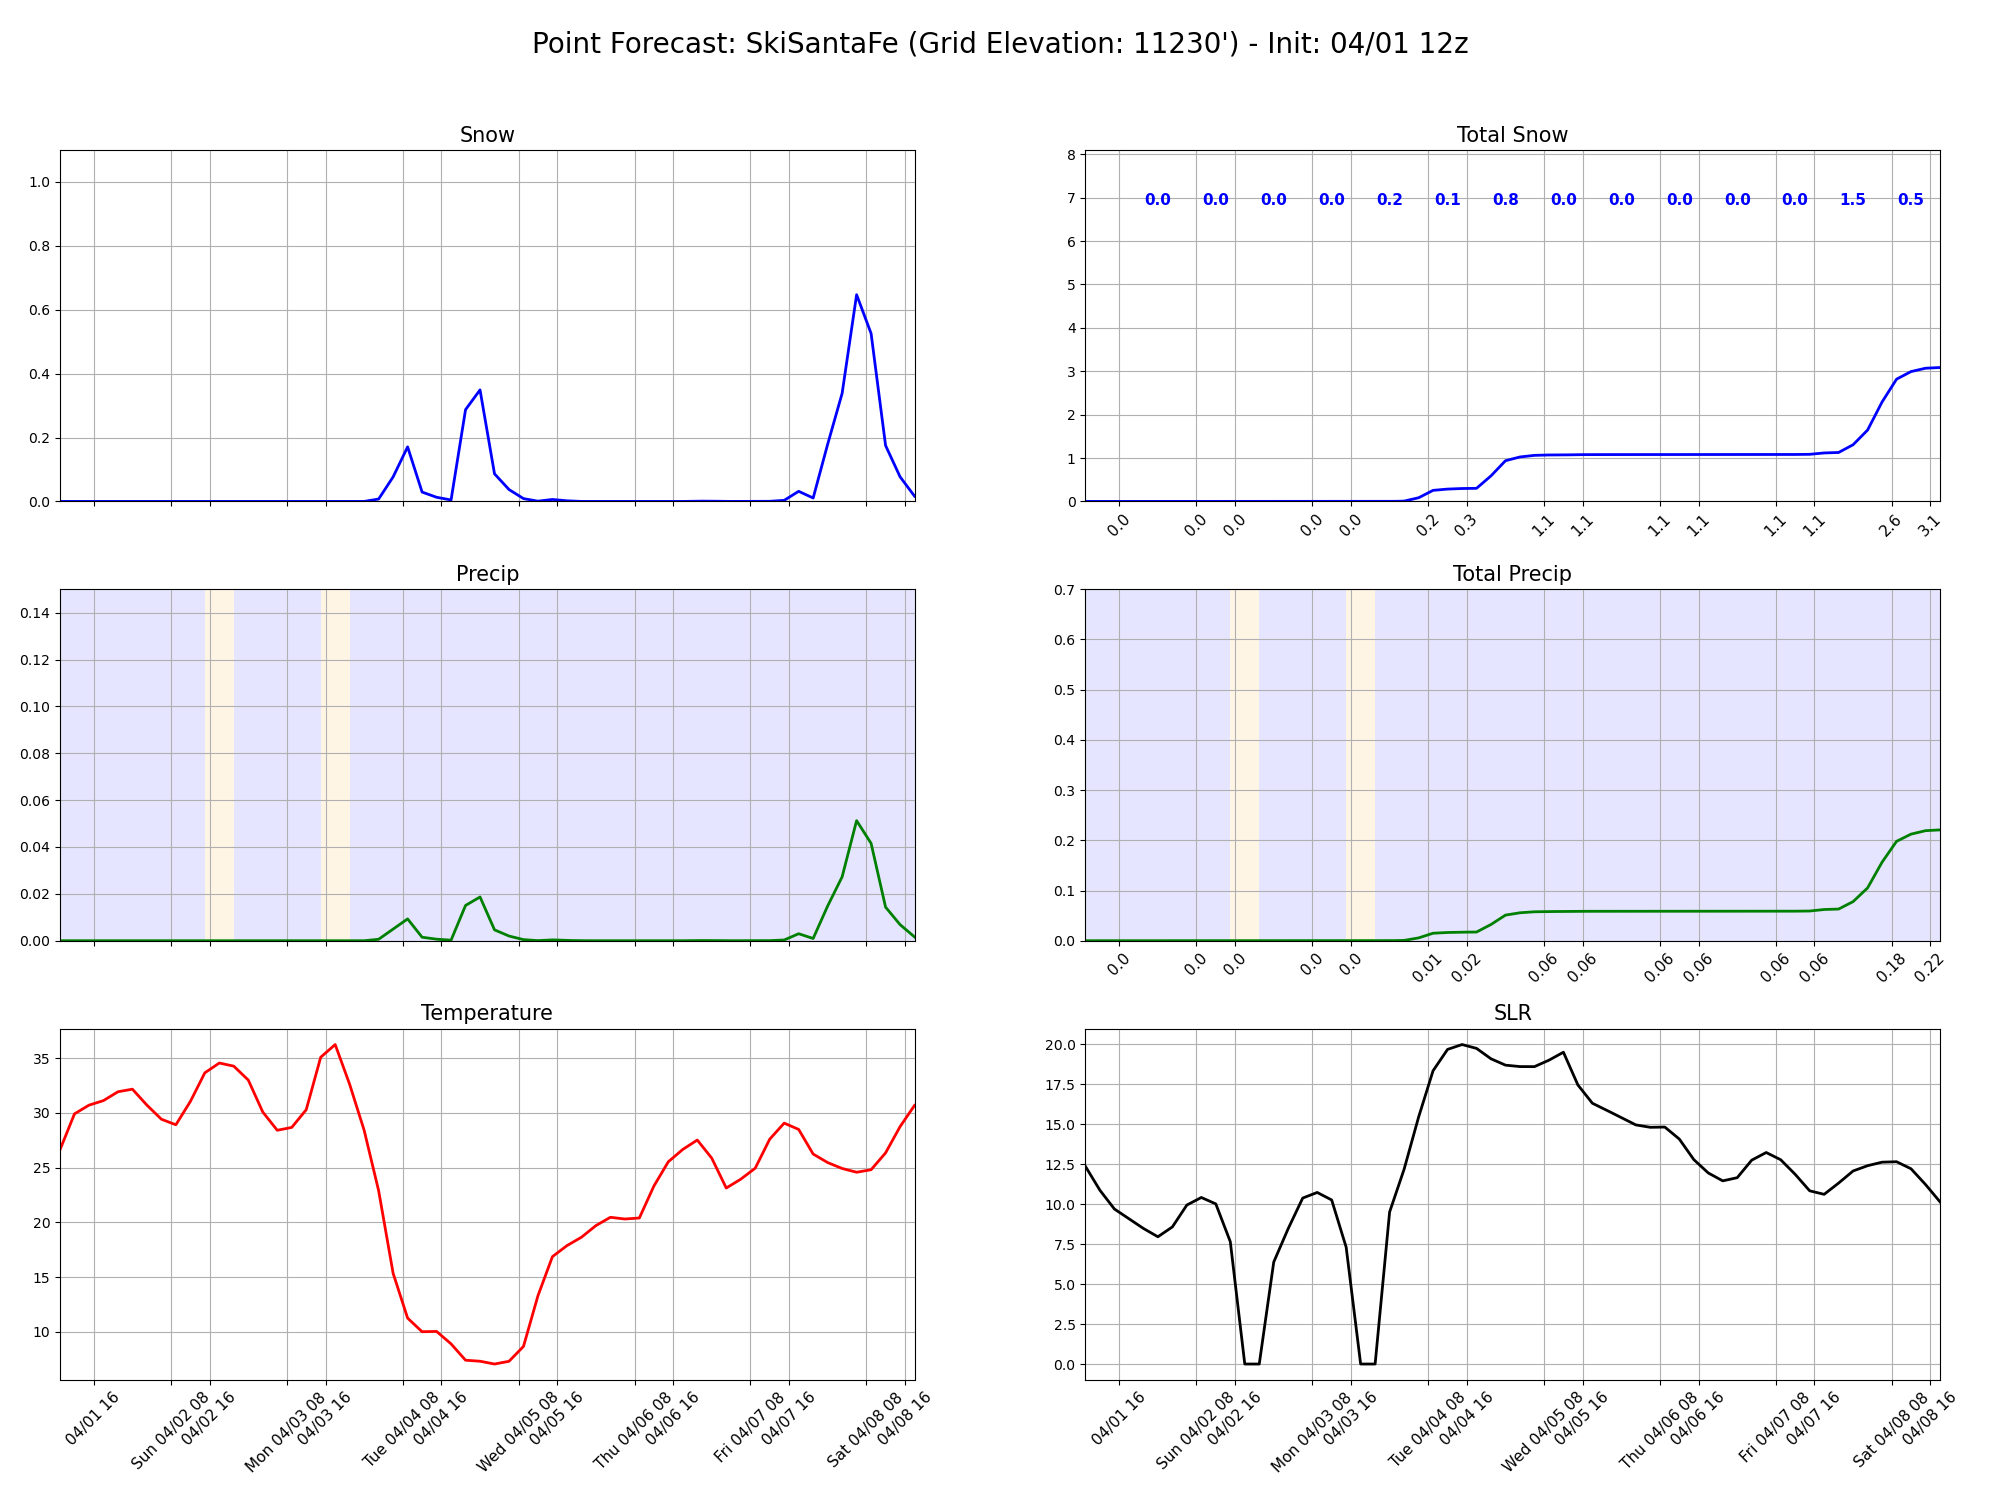 Point Forecast: SkiSantaFe (Grid Elevation: 11230') - Init: 04/01 12z
Snow
1.0
0.8
0.6
0.4
0.2
0.0
Total Snow
8
7
6
5
4
3
2
1
0
0.0 0.0 0.0 0.0 0.2 0.1 0.8 0.0 0.0 0.0 0.0 0.0 1.5 0.5
0.0 0.0 0.0 0.0 0.0 0.2 0.3 1.1 1.1 1.1 1.1 1.1 1.1 2.6 3.1
Precip
0.14
0.12
0.10
0.08
0.06
0.04
0.02
0.00
Total Precip
0.7
0.6
0.5
0.4
0.3
0.2
0.1
0.0
0.0 0.0 0.0 0.0 0.0 0.01 0.02 0.06 0.06 0.06 0.06 0.06 0.06 0.18 0.22
Temperature
35
30
25
20
15
10
04/01 16
Sun 04/02 08
04/02 16
Mon 04/03 08
04/03 16
Tue 04/04 08
04/04 16
Wed 04/05 08
04/05 16
Thu 04/06 08
04/06 16
Fri 04/07 08
04/07 16
Sat 04/08 08
04/08 16
SLR
20.0
17.5
15.0
12.5
10.0
7.5
5.0
2.5
0.0
04/01 16
Sun 04/02 08
04/02 16
Mon 04/03 08
04/03 16
Tue 04/04 08
04/04 16
Wed 04/05 08
04/05 16
Thu 04/06 08
04/06 16
Fri 04/07 08
04/07 16
Sat 04/08 08
04/08 16